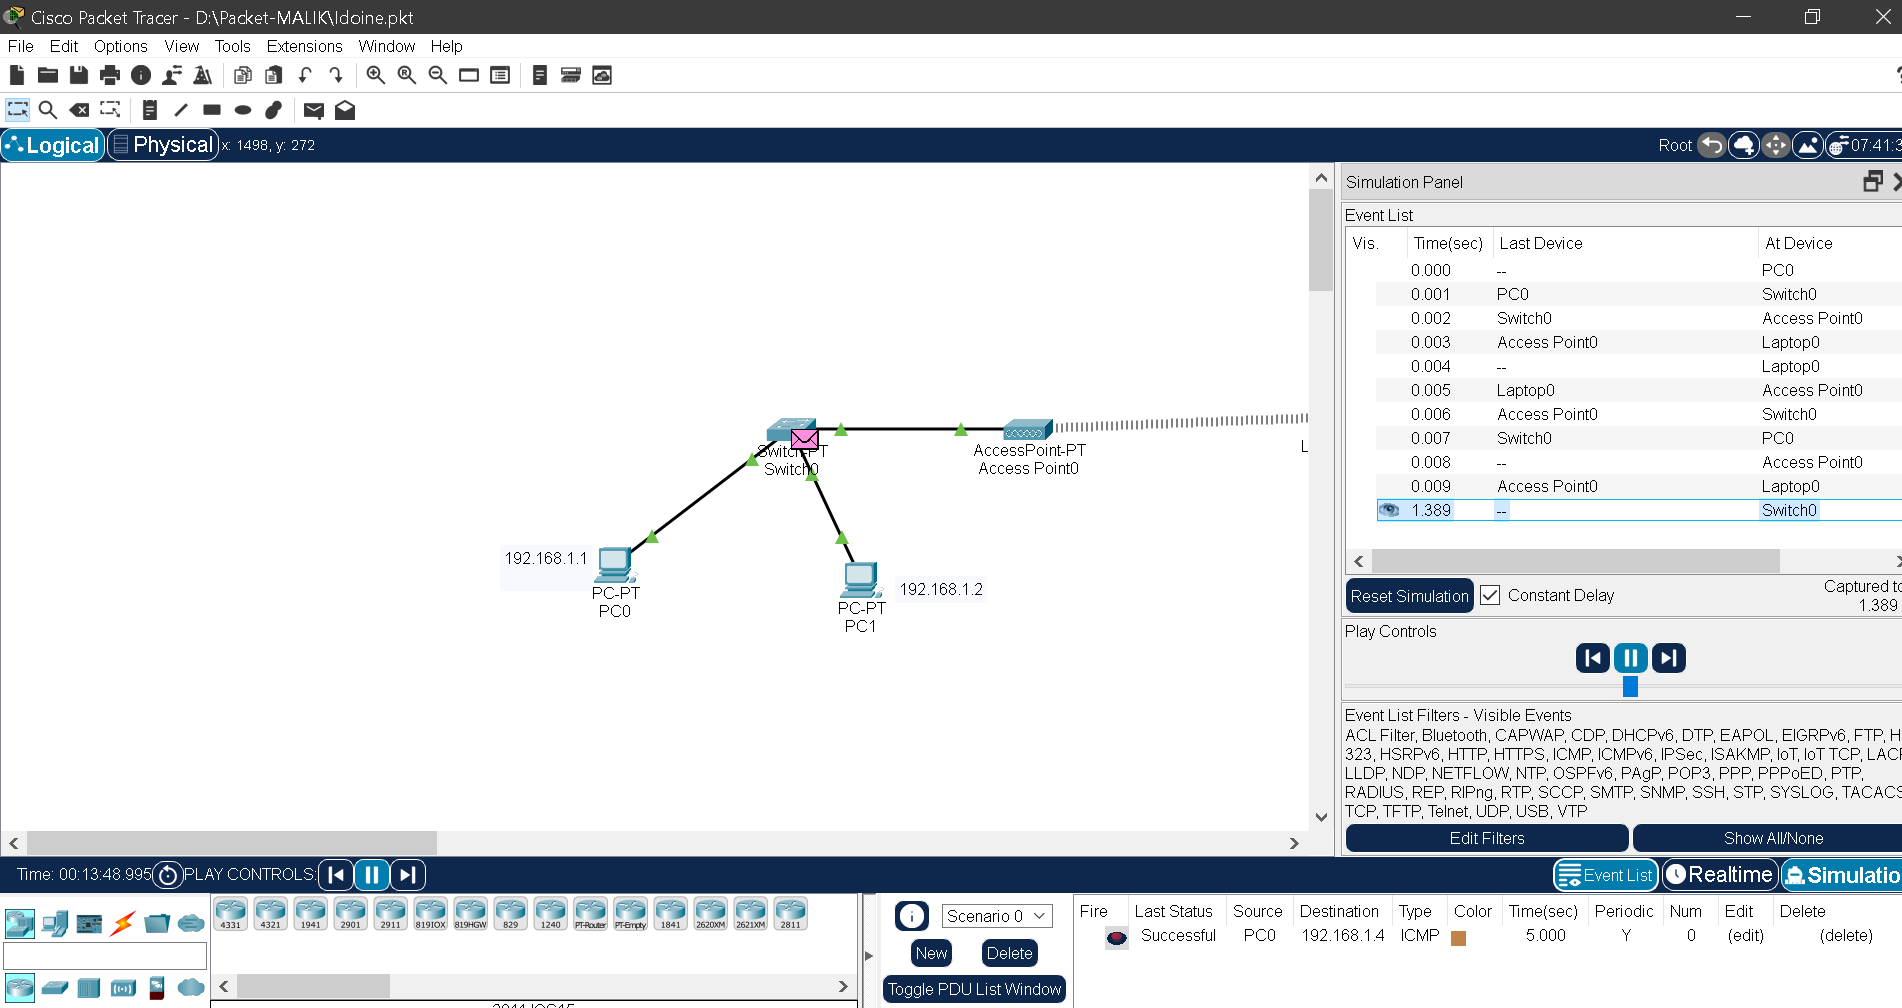 Cisco Packet Tracer - D:\Packet-MALIK\Idoine.pkt
File Edit Options View Tools Extensions Window Help
Logical Physical x: 1498, y: 272
Root 07:41:3
Simulation Panel
Event List
Vis. Time(sec) Last Device At Device
0.000 -- PC0
0.001 PC0 Switch0
0.002 Switch0 Access Point0
0.003 Access Point0 Laptop0
0.004 -- Laptop0
0.005 Laptop0 Access Point0
0.006 Access Point0 Switch0
0.007 Switch0 PC0
0.008 -- Access Point0
0.009 Access Point0 Laptop0
1.389 -- Switch0
Reset Simulation Constant Delay Captured to
1.389
Play Controls
Event List Filters - Visible Events
ACL Filter, Bluetooth, CAPWAP, CDP, DHCPv6, DTP, EAPOL, EIGRPv6, FTP, H
323, HSRPv6, HTTP, HTTPS, ICMP, ICMPv6, IPSec, ISAKMP, IoT, IoT TCP, LACP
LLDP, NDP, NETFLOW, NTP, OSPFv6, PAgP, POP3, PPP, PPPoED, PTP,
RADIUS, REP, RIPng, RTP, SCCP, SMTP, SNMP, SSH, STP, SYSLOG, TACACS
TCP, TFTP, Telnet, UDP, USB, VTP
Edit Filters Show All/None
Switch-PT
Switch0
AccessPoint-PT
Access Point0
L
192.168.1.1
PC-PT
PC0
192.168.1.2
PC-PT
PC1
Time: 00:13:48.995 PLAY CONTROLS:
Event List Realtime Simulatio
4331 4321 1941 2901 2911 819IOX 819HGW 829 1240 PT-Router PT-Empty 1841 2620XM 2621XM 2811
Scenario 0
New Delete
Toggle PDU List Window
Fire Last Status Source Destination Type Color Time(sec) Periodic Num Edit Delete
Successful PC0 192.168.1.4 ICMP 5.000 Y 0 (edit) (delete)